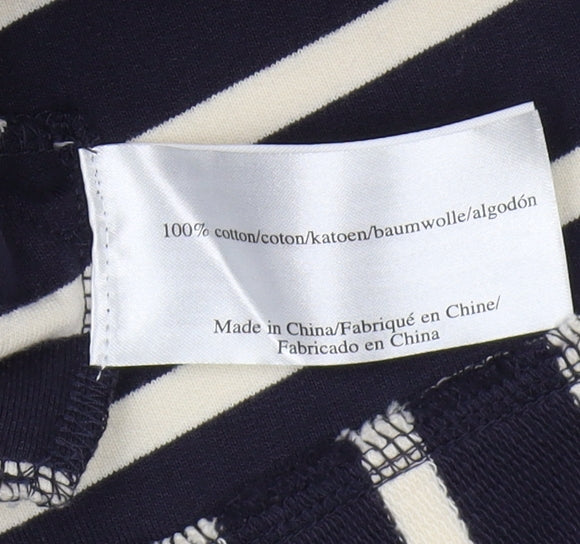 100% cotton/coton/katoen/baumwolle/algodón
Made in China/Fabriqué en Chine/
Fabricado en China